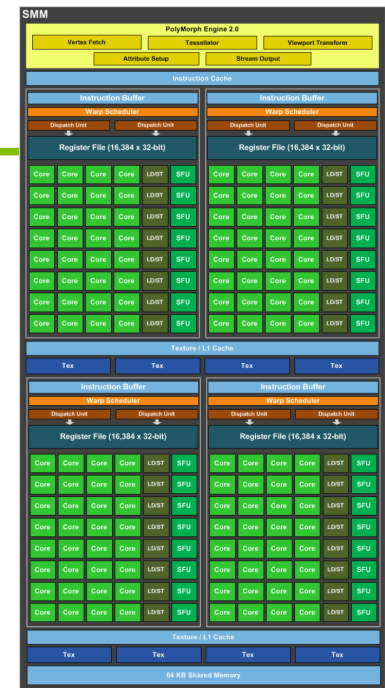 SMM
PolyMorph Engine 2.0
Vertex Fetch Tessellator Viewport Transform
Attribute Setup Stream Output
Instruction Cache
Instruction Buffer Instruction Buffer
Warp Scheduler Warp Scheduler
Dispatch Unit Dispatch Unit Dispatch Unit Dispatch Unit
Register File (16,384 x 32-bit) Register File (16,384 x 32-bit)
Core Core Core Core LD/ST SFU Core Core Core Core LD/ST SFU
Core Core Core Core LD/ST SFU Core Core Core Core LD/ST SFU
Core Core Core Core LD/ST SFU Core Core Core Core LD/ST SFU
Core Core Core Core LD/ST SFU Core Core Core Core LD/ST SFU
Core Core Core Core LD/ST SFU Core Core Core Core LD/ST SFU
Core Core Core Core LD/ST SFU Core Core Core Core LD/ST SFU
Core Core Core Core LD/ST SFU Core Core Core Core LD/ST SFU
Core Core Core Core LD/ST SFU Core Core Core Core LD/ST SFU
Texture / L1 Cache
Tex Tex Tex Tex
Instruction Buffer Instruction Buffer
Warp Scheduler Warp Scheduler
Dispatch Unit Dispatch Unit Dispatch Unit Dispatch Unit
Register File (16,384 x 32-bit) Register File (16,384 x 32-bit)
Core Core Core Core LD/ST SFU Core Core Core Core LD/ST SFU
Core Core Core Core LD/ST SFU Core Core Core Core LD/ST SFU
Core Core Core Core LD/ST SFU Core Core Core Core LD/ST SFU
Core Core Core Core LD/ST SFU Core Core Core Core LD/ST SFU
Core Core Core Core LD/ST SFU Core Core Core Core LD/ST SFU
Core Core Core Core LD/ST SFU Core Core Core Core LD/ST SFU
Core Core Core Core LD/ST SFU Core Core Core Core LD/ST SFU
Core Core Core Core LD/ST SFU Core Core Core Core LD/ST SFU
Texture / L1 Cache
Tex Tex Tex Tex
64 KB Shared Memory